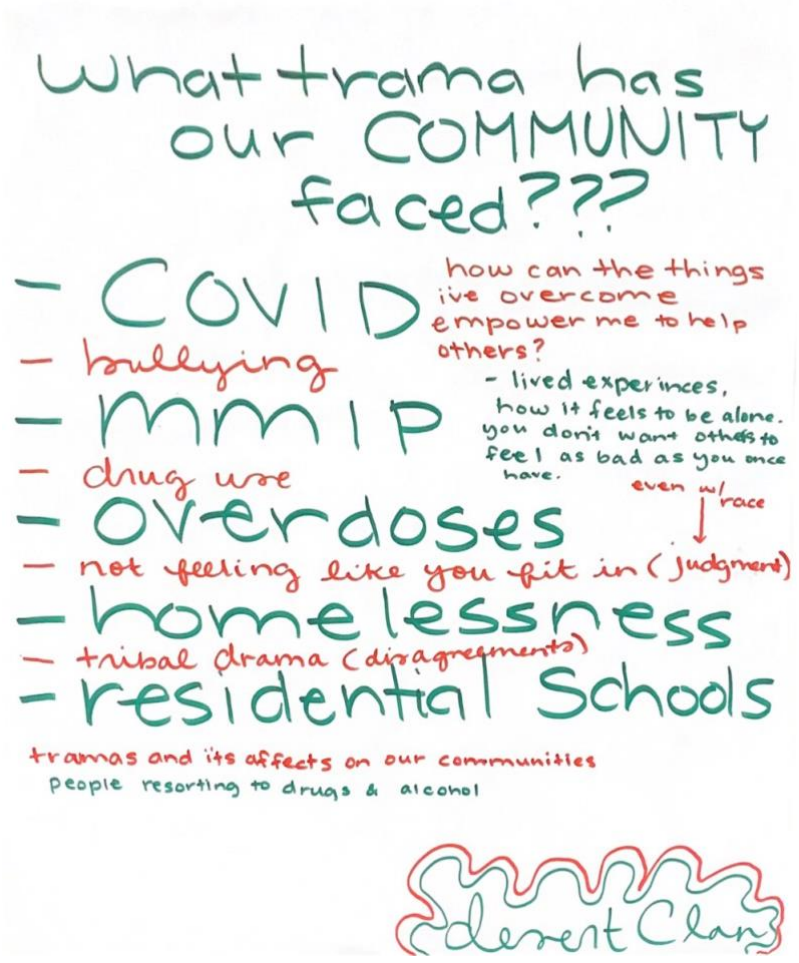 what trama has
our COMMUNITY
faced???
- COVID
how can the things
ive overcome
empower me to help
others?
- lived experinces,
how it feels to be alone.
you don't want others to
feel as bad as you once
have.
- bullying
- MMIP
- drug use
- overdoses
even w/
race
- not feeling like you fit in (judgment)
- homelessness
- tribal drama (disagreements)
- residential Schools
tramas and its affects on our communities
people resorting to drugs & alcohol
desert Clan